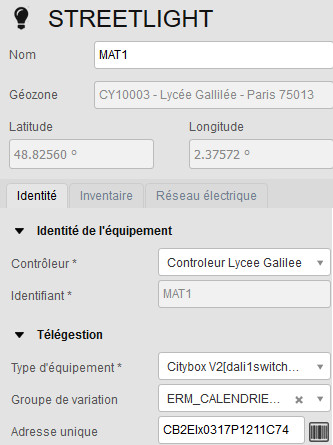 STREETLIGHT
Nom MAT1
Géozone CY10003 - Lycée Gallilée - Paris 75013
Latitude Longitude
48.82560 º 2.37572 º
Identité Inventaire Réseau électrique
Identité de l'équipement
Contrôleur * Controleur Lycee Galilee
Identifiant * MAT1
Télégestion
Type d'équipement * Citybox V2[dali1switch...
Groupe de variation ERM_CALENDRIE...
Adresse unique CB2Elx0317P1211C74